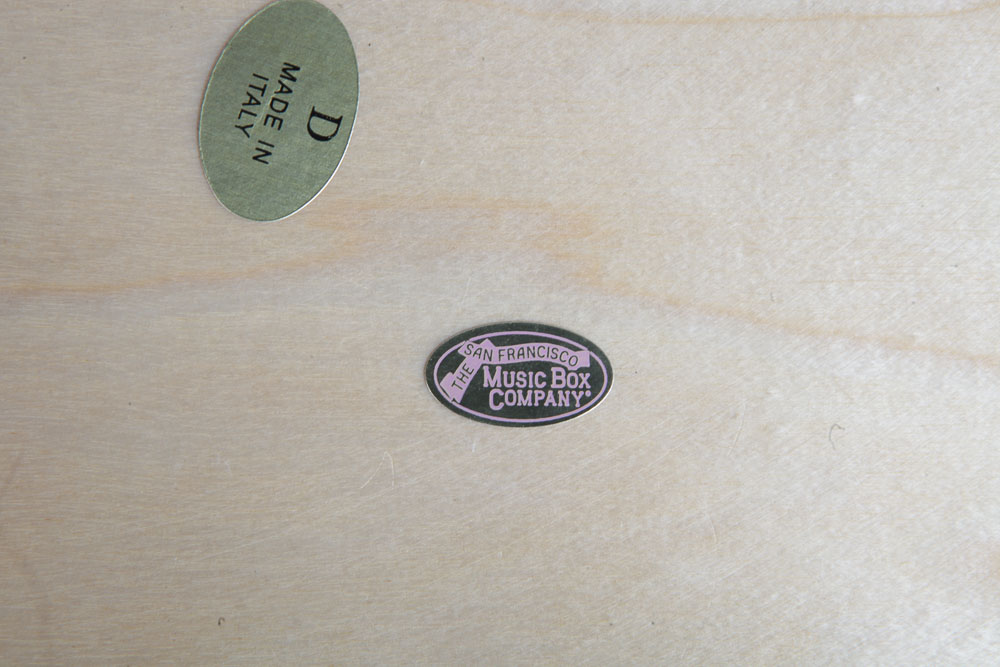 D
MADE IN
ITALY
THE SAN FRANCISCO
MUSIC BOX
COMPANY®